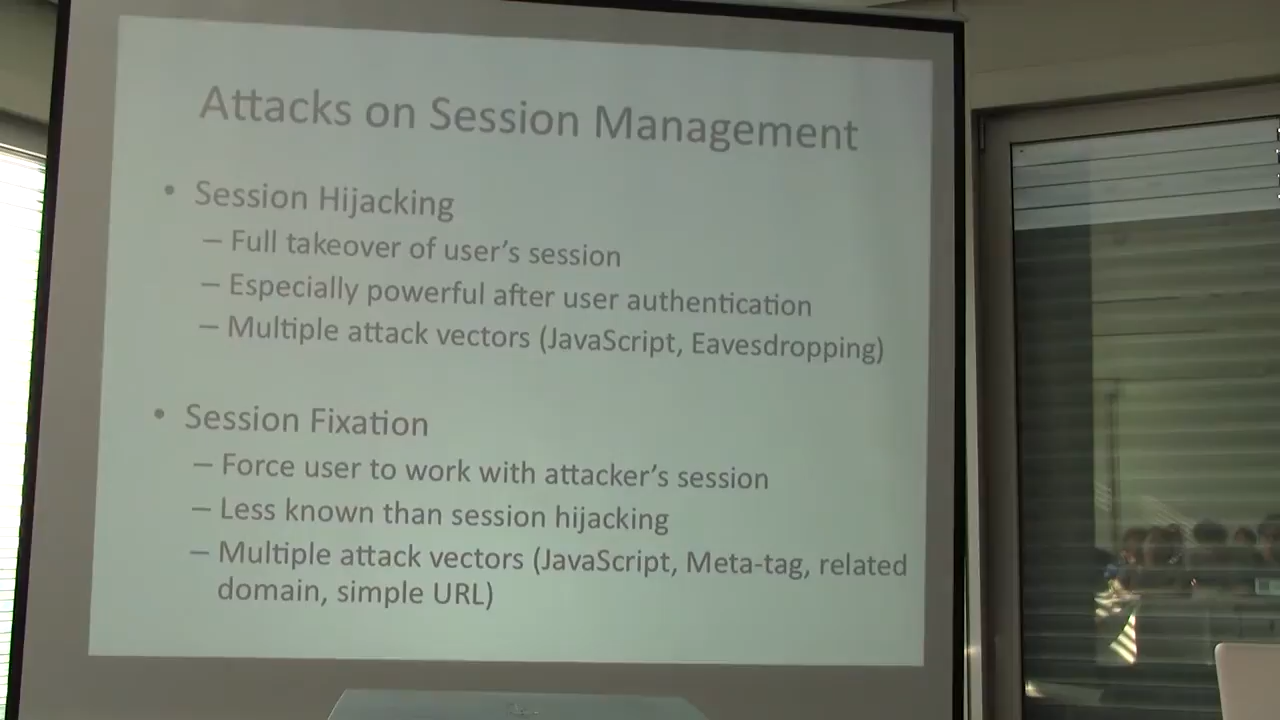 Attacks on Session Management
• Session Hijacking
– Full takeover of user's session
– Especially powerful after user authentication
– Multiple attack vectors (JavaScript, Eavesdropping)
• Session Fixation
– Force user to work with attacker's session
– Less known than session hijacking
– Multiple attack vectors (JavaScript, Meta-tag, related
domain, simple URL)